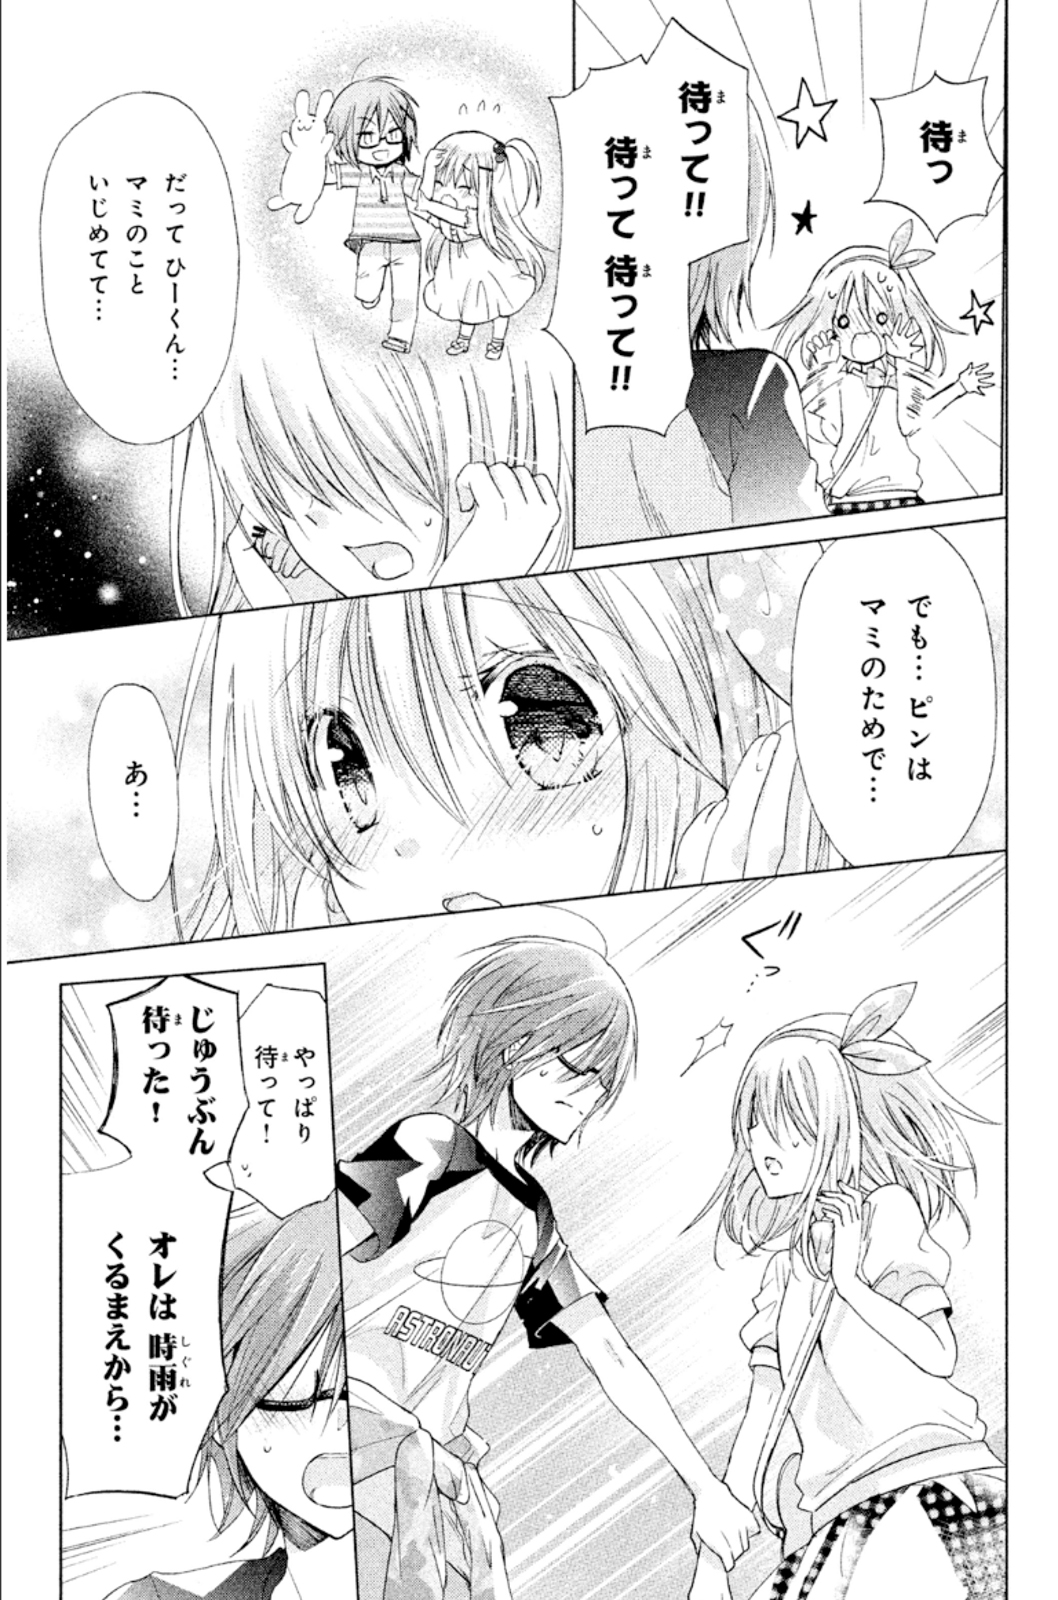 待っ
待って!!
待って 待って!!
だって ひーくん…
マミのこと
いじめてて…
でも… ピンは
マミのためで…
あ…
ぐ"
ASTRONAU
やっぱり
待って!
じゅうぶん
待った!
オレは 時雨が
くるまえから…